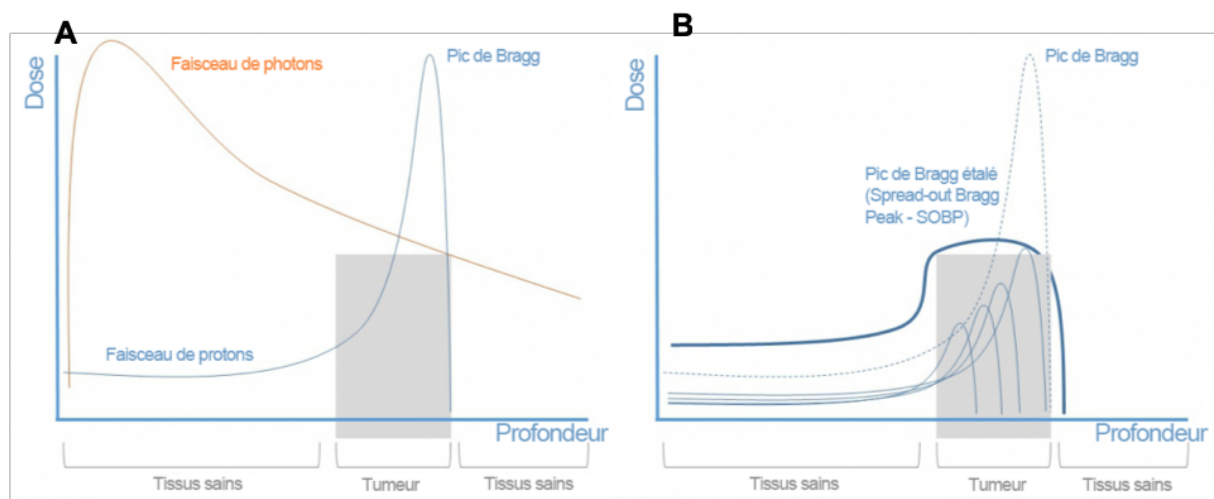 A
Dose
Faisceau de photons
Pic de Bragg
Faisceau de protons
Profondeur
Tissus sains
Tumeur
Tissus sains
B
Dose
Pic de Bragg
Pic de Bragg étalé
(Spread-out Bragg
Peak - SOBP)
Profondeur
Tissus sains
Tumeur
Tissus sains